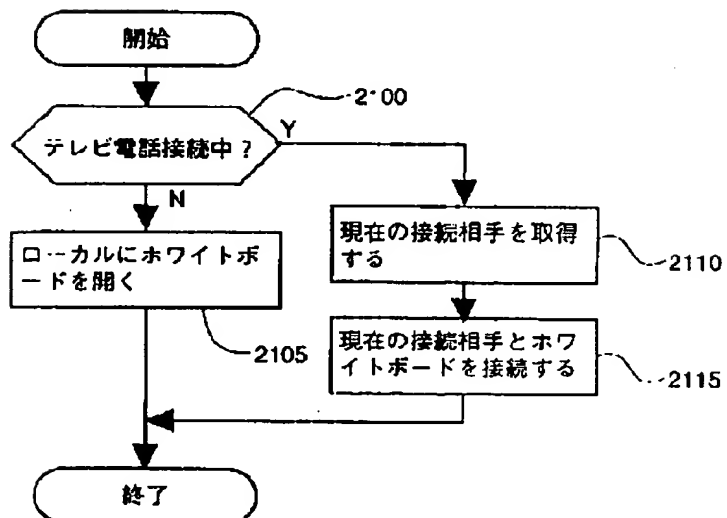 開始
2100
テレビ電話接続中?
Y
N
ローカルにホワイトボ
ードを開く
2105
現在の接続相手を取得
する
2110
現在の接続相手とホワ
イトボードを接続する
2115
終了